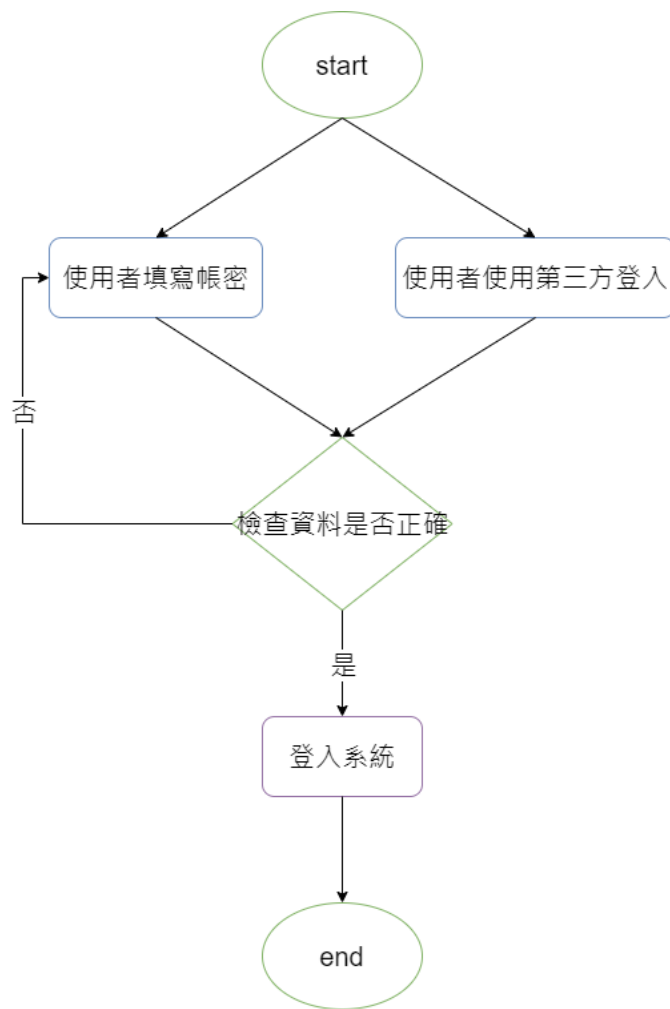 start
使用者填寫帳密
使用者使用第三方登入
否
檢查資料是否正確
是
登入系統
end